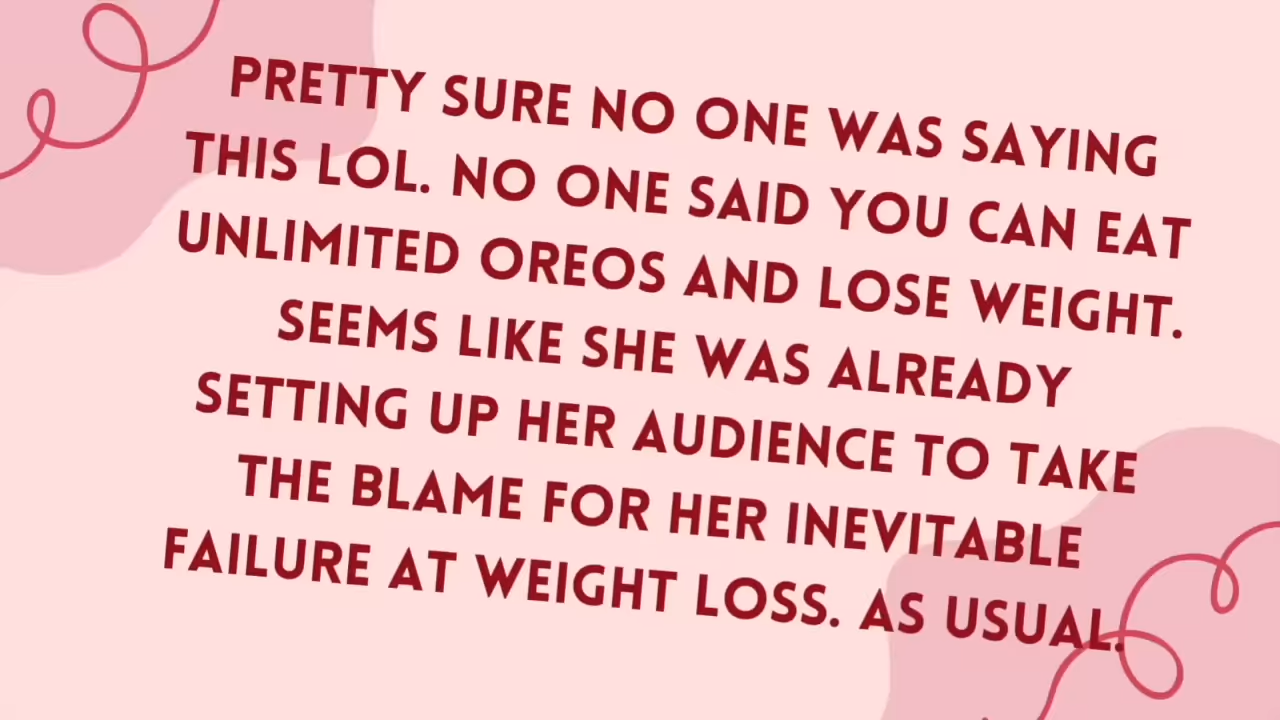 PRETTY SURE NO ONE WAS SAYING
THIS LOL. NO ONE SAID YOU CAN EAT
UNLIMITED OREOS AND LOSE WEIGHT.
SEEMS LIKE SHE WAS ALREADY
SETTING UP HER AUDIENCE TO TAKE
THE BLAME FOR HER INEVITABLE
FAILURE AT WEIGHT LOSS. AS USUAL.